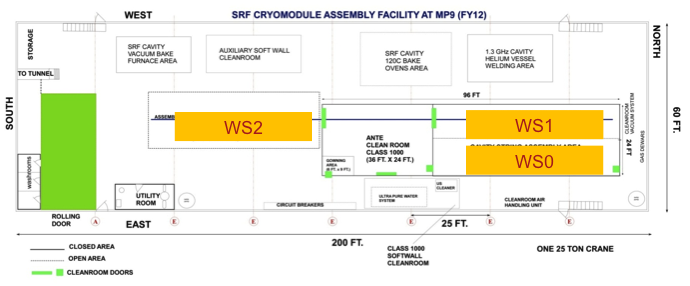 WEST
SRF CRYOMODULE ASSEMBLY FACILITY AT MP9 (FY12)
STORAGE
TO TUNNEL
SRF CAVITY
VACUUM BAKE
FURNACE AREA
AUXILIARY SOFT WALL
CLEANROOM
SRF CAVITY
120C BAKE
OVENS AREA
1.3 GHz CAVITY
HELIUM VESSEL
WELDING AREA
NORTH
SOUTH
96 FT.
WS2
ANTE
CLEAN ROOM
CLASS 1000
(36 FT. X 24 FT.)
WS1
WS0
24 FT
CLEANROOM
VACUUM SYSTEM
GAS DEWARS
60 FT.
washrooms
GOWNING
AREA
UTILITY
ROOM
US
CLEANER
ULTRA PURE WATER
SYSTEM
CIRCUIT BREAKERS
CLEANROOM AIR
HANDLING UNIT
ROLLING
DOOR
A
E
E
E
E
E
E
EAST
25 FT.
200 FT.
CLASS 1000
SOFTWALL
CLEANROOM
ONE 25 TON CRANE
CLOSED AREA
OPEN AREA
CLEANROOM DOORS